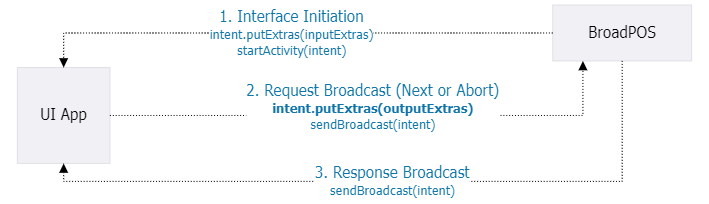 1. Interface Initiation
intent.putExtras(inputExtras)
startActivity(intent)
BroadPOS
UI App
2. Request Broadcast (Next or Abort)
intent.putExtras(outputExtras)
sendBroadcast(intent)
3. Response Broadcast
sendBroadcast(intent)